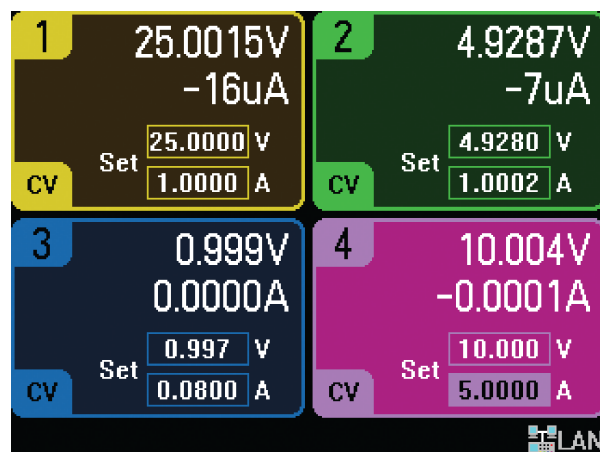 1 25.0015V
-16uA
Set 25.0000 V
1.0000 A
CV
2 4.9287V
-7uA
Set 4.9280 V
1.0002 A
CV
3 0.999V
0.0000A
Set 0.997 V
0.0800 A
CV
4 10.004V
-0.0001A
Set 10.000 V
5.0000 A
CV
LAN